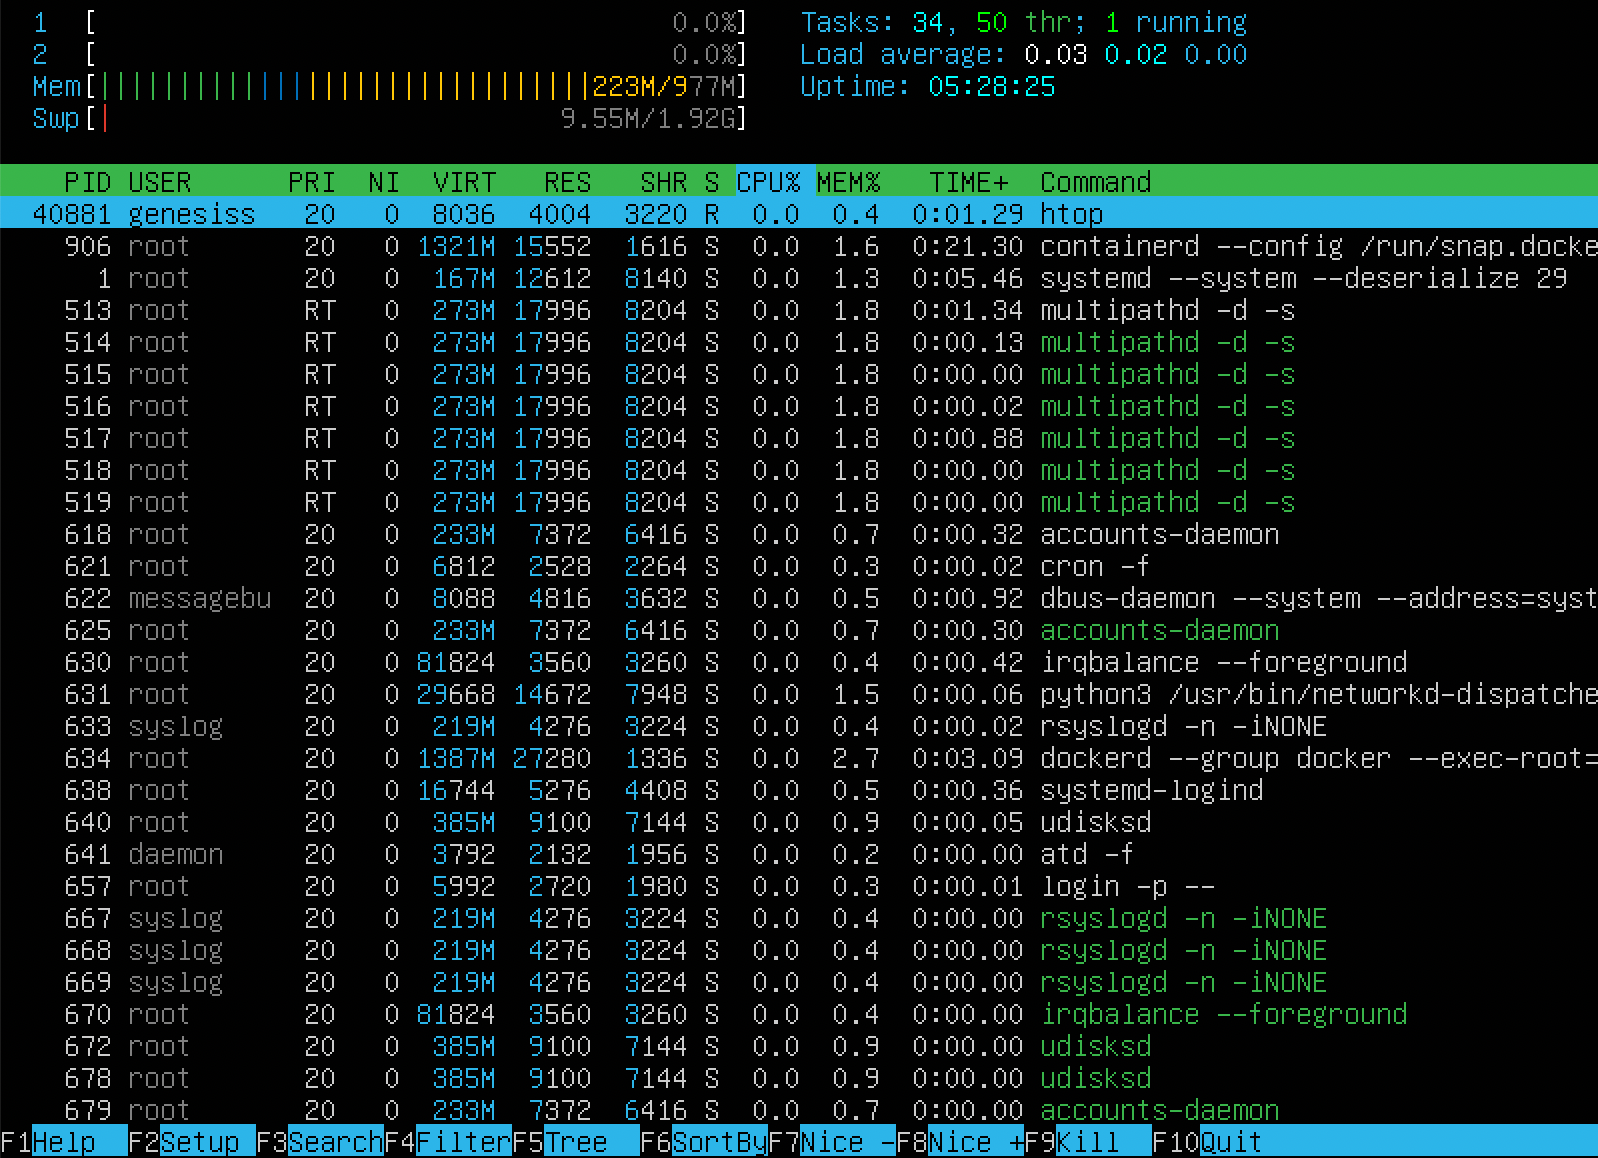 1 [ 0.0%] Tasks: 34, 50 thr; 1 running
2 [ 0.0%] Load average: 0.03 0.02 0.00
Mem[||||||||||||||||||||||||||||||||223M/977M] Uptime: 05:28:25
Swp[| 9.55M/1.92G]
PID USER PRI NI VIRT RES SHR S CPU% MEM% TIME+ Command
40881 genesiss 20 0 8036 4004 3220 R 0.0 0.4 0:01.29 htop
906 root 20 0 1321M 15552 1616 S 0.0 1.6 0:21.30 containerd --config /run/snap.docke
1 root 20 0 167M 12612 8140 S 0.0 1.3 0:05.46 systemd --system --deserialize 29
513 root RT 0 273M 17996 8204 S 0.0 1.8 0:01.34 multipathd -d -s
514 root RT 0 273M 17996 8204 S 0.0 1.8 0:00.13 multipathd -d -s
515 root RT 0 273M 17996 8204 S 0.0 1.8 0:00.00 multipathd -d -s
516 root RT 0 273M 17996 8204 S 0.0 1.8 0:00.02 multipathd -d -s
517 root RT 0 273M 17996 8204 S 0.0 1.8 0:00.88 multipathd -d -s
518 root RT 0 273M 17996 8204 S 0.0 1.8 0:00.00 multipathd -d -s
519 root RT 0 273M 17996 8204 S 0.0 1.8 0:00.00 multipathd -d -s
618 root 20 0 233M 7372 6416 S 0.0 0.7 0:00.32 accounts-daemon
621 root 20 0 6812 2528 2264 S 0.0 0.3 0:00.02 cron -f
622 messagebu 20 0 8088 4816 3632 S 0.0 0.5 0:00.92 dbus-daemon --system --address=syst
625 root 20 0 233M 7372 6416 S 0.0 0.7 0:00.30 accounts-daemon
630 root 20 0 81824 3560 3260 S 0.0 0.4 0:00.42 irqbalance --foreground
631 root 20 0 29668 14672 7948 S 0.0 1.5 0:00.06 python3 /usr/bin/networkd-dispatche
633 syslog 20 0 219M 4276 3224 S 0.0 0.4 0:00.02 rsyslogd -n -iNONE
634 root 20 0 1387M 27280 1336 S 0.0 2.7 0:03.09 dockerd --group docker --exec-root=
638 root 20 0 16744 5276 4408 S 0.0 0.5 0:00.36 systemd-logind
640 root 20 0 385M 9100 7144 S 0.0 0.9 0:00.05 udisksd
641 daemon 20 0 3792 2132 1956 S 0.0 0.2 0:00.00 atd -f
657 root 20 0 5992 2720 1980 S 0.0 0.3 0:00.01 login -p --
667 syslog 20 0 219M 4276 3224 S 0.0 0.4 0:00.00 rsyslogd -n -iNONE
668 syslog 20 0 219M 4276 3224 S 0.0 0.4 0:00.00 rsyslogd -n -iNONE
669 syslog 20 0 219M 4276 3224 S 0.0 0.4 0:00.00 rsyslogd -n -iNONE
670 root 20 0 81824 3560 3260 S 0.0 0.4 0:00.00 irqbalance --foreground
672 root 20 0 385M 9100 7144 S 0.0 0.9 0:00.00 udisksd
678 root 20 0 385M 9100 7144 S 0.0 0.9 0:00.00 udisksd
679 root 20 0 233M 7372 6416 S 0.0 0.7 0:00.00 accounts-daemon
F1Help F2Setup F3SearchF4FilterF5Tree F6SortByF7Nice -F8Nice +F9Kill F10Quit